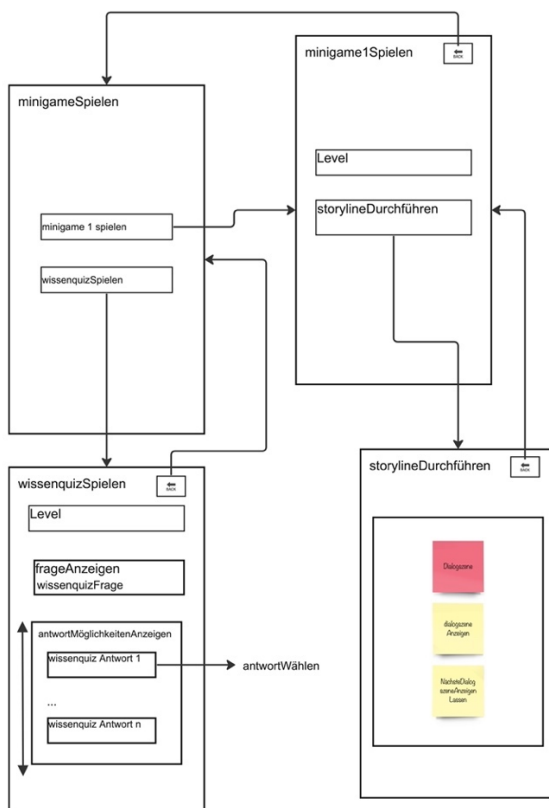 minigameSpielen
minigame 1 spielen
wissenquizSpielen
minigame1Spielen
BACK
Level
storylineDurchführen
wissenquizSpielen
BACK
Level
frageAnzeigen
wissenquizFrage
antwortMöglichkeitenAnzeigen
wissenquiz Antwort 1
...
wissenquiz Antwort n
antwortWählen
storylineDurchführen
BACK
Dialogszene
dialogszene
Anzeigen
NächsteDialog
szeneAnzeigen
Lassen